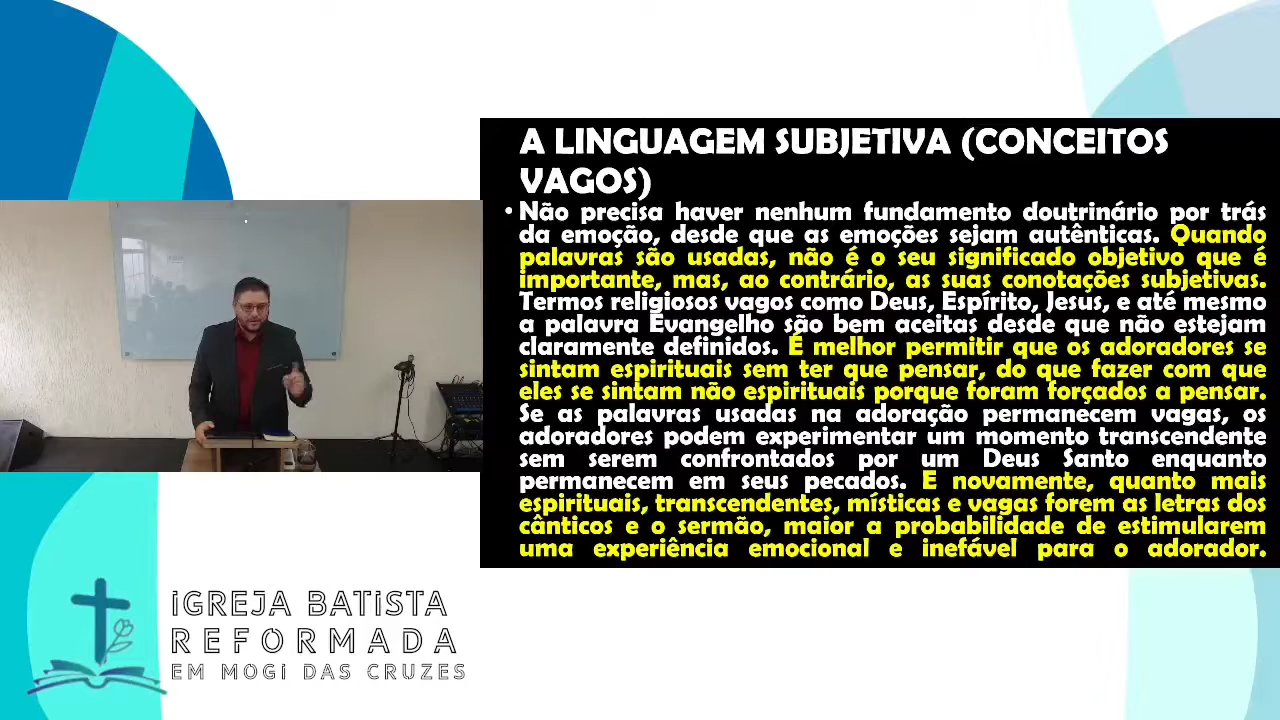 A LINGUAGEM SUBJETIVA (CONCEITOS
VAGOS)
• Não precisa haver nenhum fundamento doutrinário por trás
da emoção, desde que as emoções sejam autênticas. Quando
palavras são usadas, não é o seu significado objetivo que é
importante, mas, ao contrário, as suas conotações subjetivas.
Termos religiosos vagos como Deus, Espírito, Jesus, e até mesmo
a palavra Evangelho são bem aceitas desde que não estejam
claramente definidos. É melhor permitir que os adoradores se
sintam espirituais sem ter que pensar, do que fazer com que
eles se sintam não espirituais porque foram forçados a pensar.
Se as palavras usadas na adoração permanecem vagas, os
adoradores podem experimentar um momento transcendente
sem serem confrontados por um Deus Santo enquanto
permanecem em seus pecados. E novamente, quanto mais
espirituais, transcendentes, místicas e vagas forem as letras dos
cânticos e o sermão, maior a probabilidade de estimularem
uma experiência emocional e inefável para o adorador.
IGREJA BATISTA
REFORMADA
EM MOGI DAS CRUZES